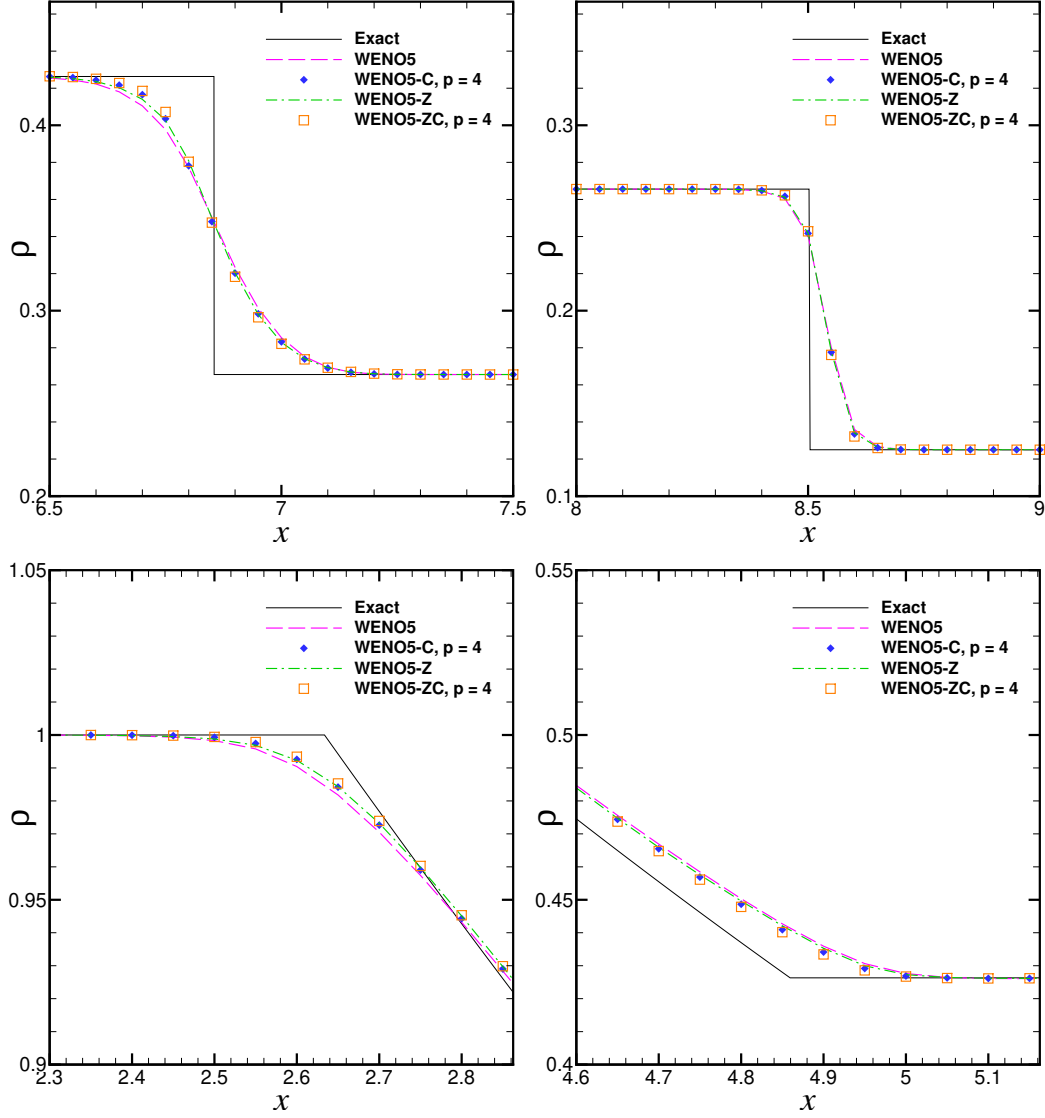 Exact
WENO5
WENO5-C, p = 4
WENO5-Z
WENO5-ZC, p = 4
0.4
0.3
0.2
ρ
6.5
7
7.5
x
Exact
WENO5
WENO5-C, p = 4
WENO5-Z
WENO5-ZC, p = 4
0.3
0.2
0.1
ρ
8
8.5
9
x
Exact
WENO5
WENO5-C, p = 4
WENO5-Z
WENO5-ZC, p = 4
1.05
1
0.95
0.9
ρ
2.3
2.4
2.5
2.6
2.7
2.8
x
Exact
WENO5
WENO5-C, p = 4
WENO5-Z
WENO5-ZC, p = 4
0.55
0.5
0.45
0.4
ρ
4.6
4.7
4.8
4.9
5
5.1
x